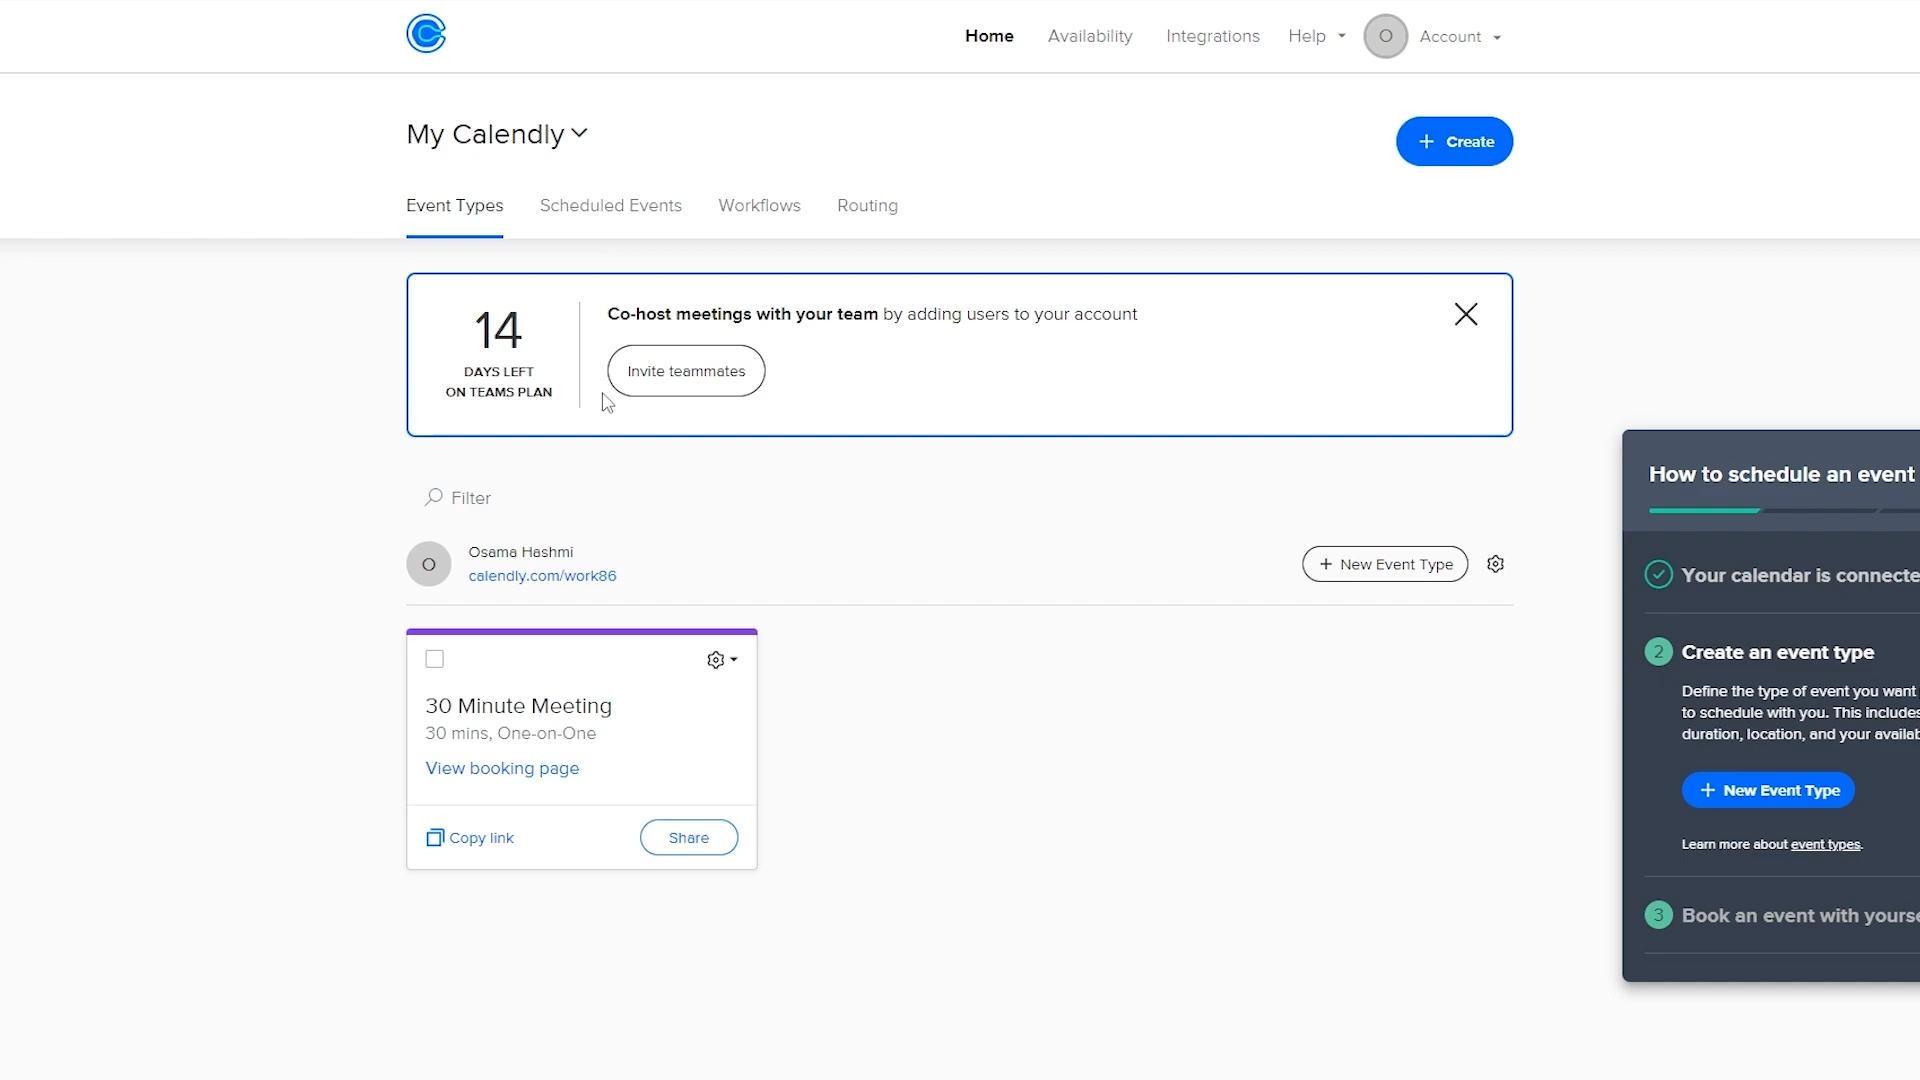 Home
Availability
Integrations
Help
O
Account
My Calendly
+ Create
Event Types
Scheduled Events
Workflows
Routing
14
DAYS LEFT
ON TEAMS PLAN
Co-host meetings with your team by adding users to your account
Invite teammates
Filter
O
Osama Hashmi
calendly.com/work86
+ New Event Type
30 Minute Meeting
30 mins, One-on-One
View booking page
Copy link
Share
How to schedule an event
Your calendar is connecte
2 Create an event type
Define the type of event you want
to schedule with you. This includes
duration, location, and your availab
+ New Event Type
Learn more about event types.
3 Book an event with yourse